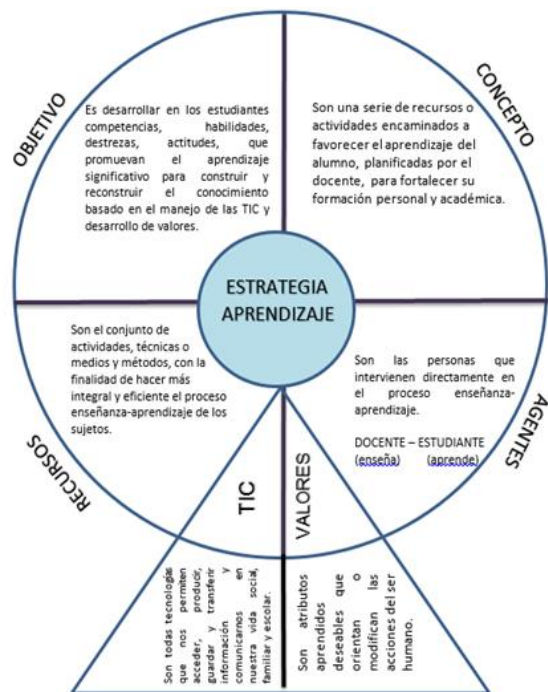 OBJETIVO
Es desarrollar en los estudiantes
competencias, habilidades,
destrezas, actitudes, que
promuevan el aprendizaje
significativo para construir y
reconstruir el conocimiento
basado en el manejo de las TIC y
desarrollo de valores.
CONCEPTO
Son una serie de recursos o
actividades encaminados a
favorecer el aprendizaje del
alumno, planificadas por el
docente, para fortalecer su
formación personal y académica.
ESTRATEGIA
APRENDIZAJE
RECURSOS
Son el conjunto de
actividades, técnicas o
medios y métodos, con la
finalidad de hacer más
integral y eficiente el proceso
enseñanza-aprendizaje de los
sujetos.
AGENTES
Son las personas que
intervienen directamente en
el proceso enseñanza-
aprendizaje.
DOCENTE – ESTUDIANTE
(enseña) (aprende)
TIC
Son todas tecnologías
que nos permiten
acceder, producir,
guardar y transferir
información y
comunicarnos en
nuestra vida social,
familiar y escolar.
VALORES
Son atributos
aprendidos
deseables que
orientan o
modifican las
acciones del ser
humano.